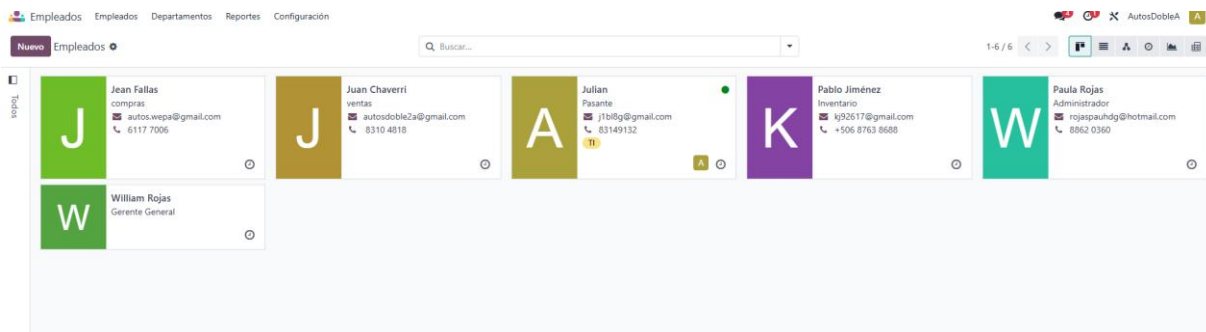 Empleados Empleados Departamentos Reportes Configuración
4 1 AutosDobleA A
Nuevo Empleados Buscar... 1-6 / 6
Todos
J
Jean Fallas
compras
autos.wepa@gmail.com
6117 7006
J
Juan Chaverri
ventas
autosdoble2a@gmail.com
8310 4818
A
Julian
Pasante
j1bl8g@gmail.com
83149132
TI
A
K
Pablo Jiménez
Inventario
kj92617@gmail.com
+506 8763 8688
W
Paula Rojas
Administrador
rojaspauhdg@hotmail.com
8862 0360
W
William Rojas
Gerente General